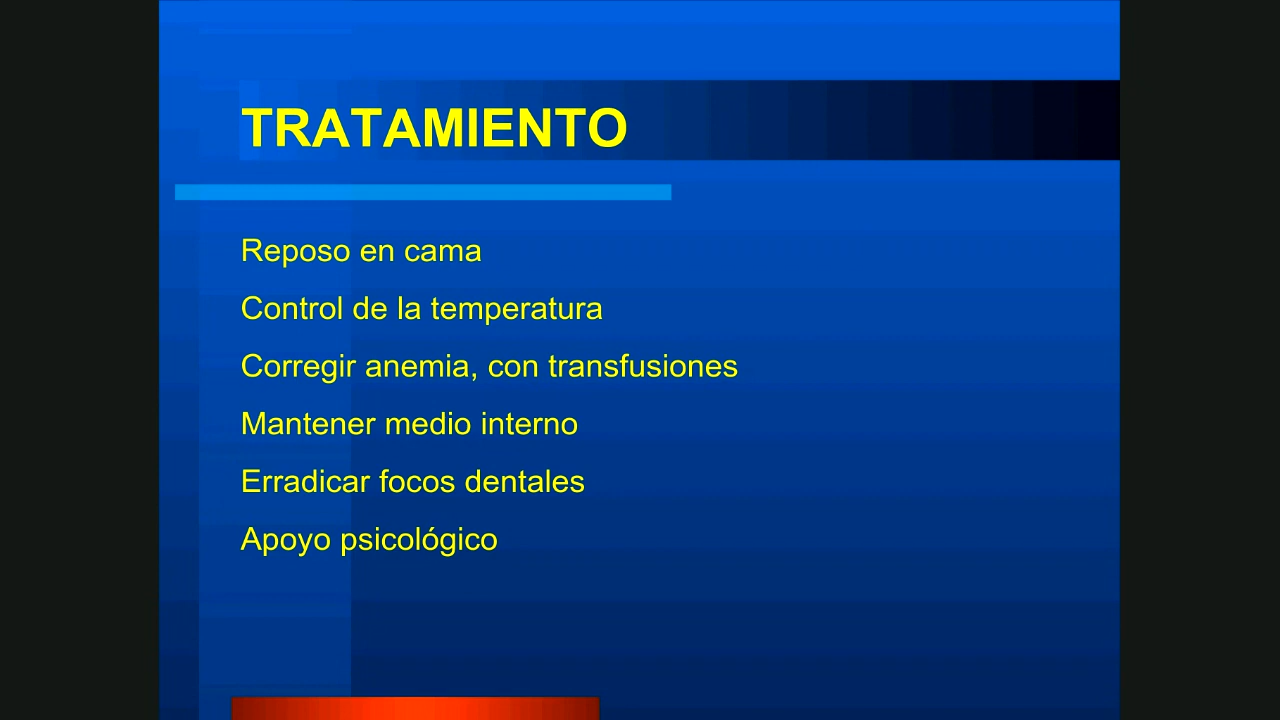 TRATAMIENTO
Reposo en cama
Control de la temperatura
Corregir anemia, con transfusiones
Mantener medio interno
Erradicar focos dentales
Apoyo psicológico